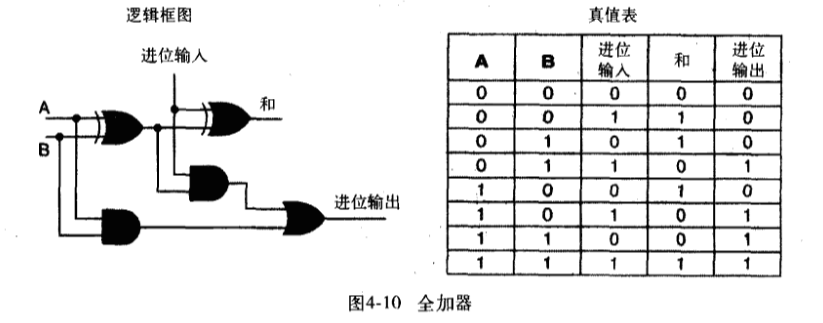 逻辑框图
进位输入
A
和
B
进位输出
真值表
A B 进位输入 和 进位输出
0 0 0 0 0
0 0 1 1 0
0 1 0 1 0
0 1 1 0 1
1 0 0 1 0
1 0 1 0 1
1 1 0 0 1
1 1 1 1 1
图4-10 全加器